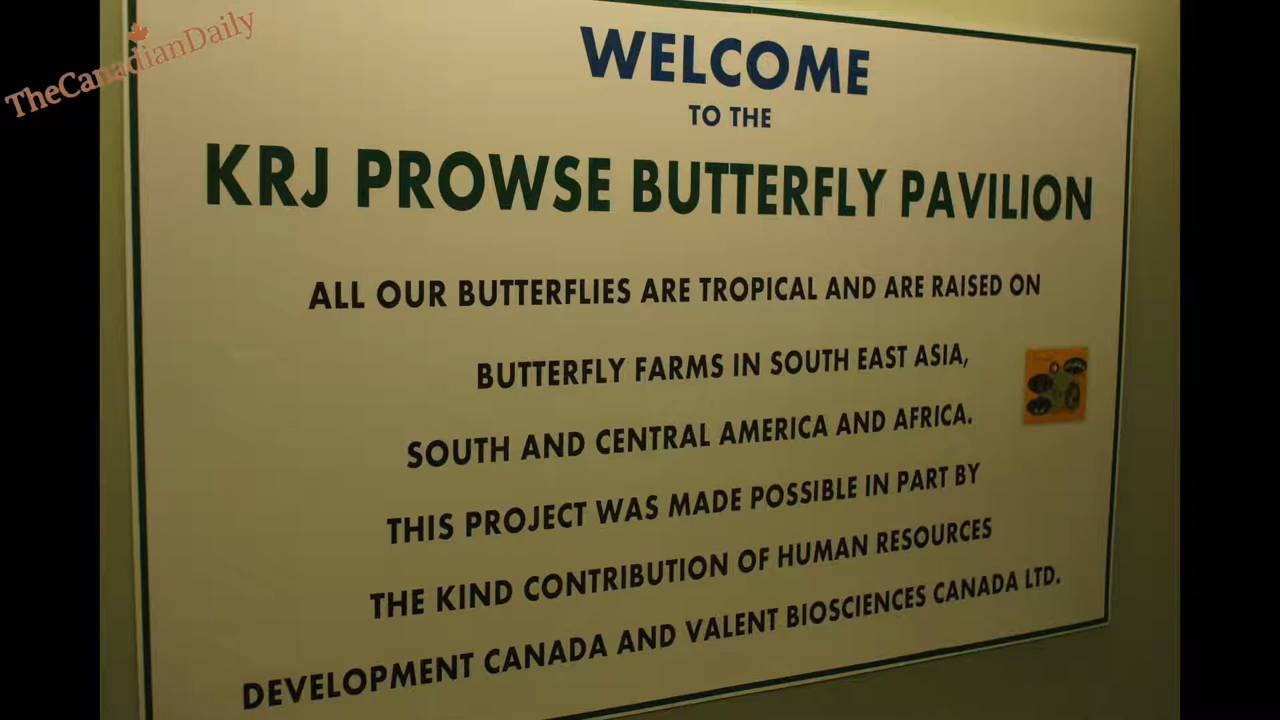 TheCanadianDaily
WELCOME
TO THE
KRJ PROWSE BUTTERFLY PAVILION
ALL OUR BUTTERFLIES ARE TROPICAL AND ARE RAISED ON
BUTTERFLY FARMS IN SOUTH EAST ASIA,
SOUTH AND CENTRAL AMERICA AND AFRICA.
THIS PROJECT WAS MADE POSSIBLE IN PART BY
THE KIND CONTRIBUTION OF HUMAN RESOURCES
DEVELOPMENT CANADA AND VALENT BIOSCIENCES CANADA LTD.